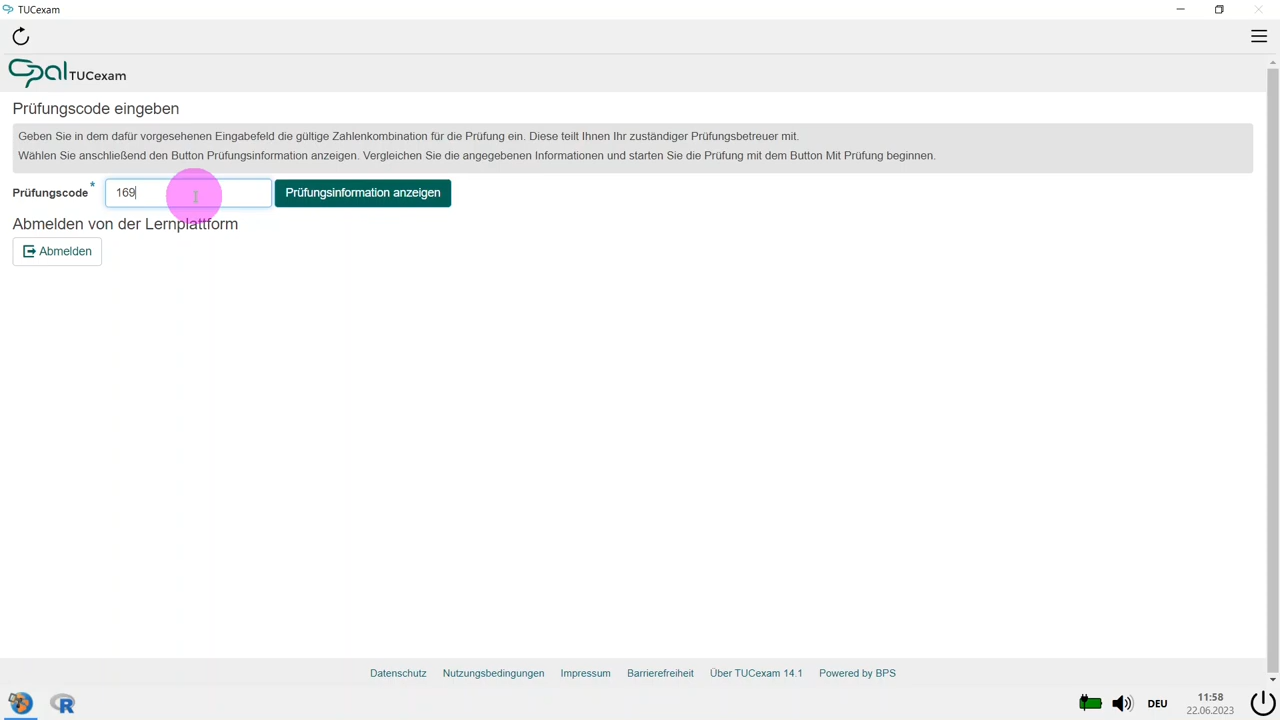 TUCexam
Opal TUCexam
Prüfungscode eingeben
Geben Sie in dem dafür vorgesehenen Eingabefeld die gültige Zahlenkombination für die Prüfung ein. Diese teilt Ihnen Ihr zuständiger Prüfungsbetreuer mit.
Wählen Sie anschließend den Button Prüfungsinformation anzeigen. Vergleichen Sie die angegebenen Informationen und starten Sie die Prüfung mit dem Button Mit Prüfung beginnen.
Prüfungscode * 169 Prüfungsinformation anzeigen
Abmelden von der Lernplattform
Abmelden
Datenschutz Nutzungsbedingungen Impressum Barrierefreiheit Über TUCexam 14.1 Powered by BPS
R DEU 11:58
22.06.2023